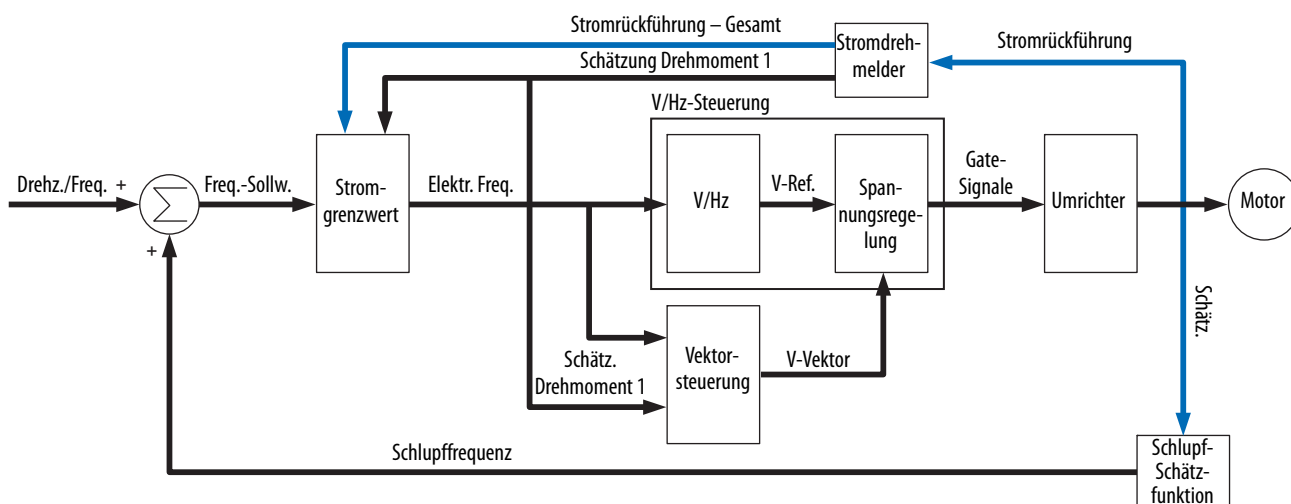 Stromrückführung – Gesamt
Stromdreh-
melder
Stromrückführung
Schätzung Drehmoment 1
V/Hz-Steuerung
Drehz./Freq.
+
Σ
+
Freq.-Sollw.
Strom-
grenzwert
Elektr. Freq.
V/Hz
V-Ref.
Span-
nungsrege-
lung
Gate-
Signale
Umrichter
Motor
Schätz.
Schätz.
Drehmoment 1
Vektor-
steuerung
V-Vektor
Schlupffrequenz
Schlupf-
Schätz-
funktion